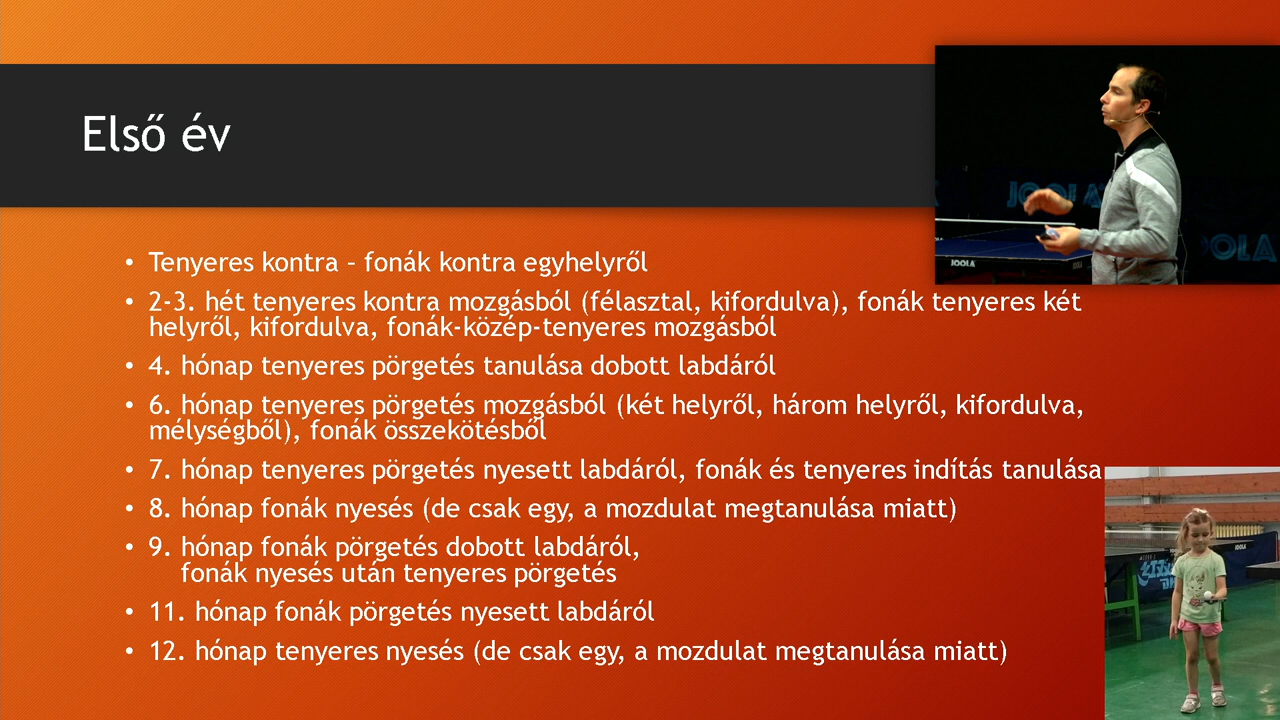 Első év
• Tenyeres kontra – fonák kontra egyhelyről
• 2-3. hét tenyeres kontra mozgásból (félasztal, kifordulva), fonák tenyeres két
helyről, kifordulva, fonák-közép-tenyeres mozgásból
• 4. hónap tenyeres pörgetés tanulása dobott labdáról
• 6. hónap tenyeres pörgetés mozgásból (két helyről, három helyről, kifordulva,
mélységből), fonák összekötésből
• 7. hónap tenyeres pörgetés nyesett labdáról, fonák és tenyeres indítás tanulása
• 8. hónap fonák nyesés (de csak egy, a mozdulat megtanulása miatt)
• 9. hónap fonák pörgetés dobott labdáról,
fonák nyesés után tenyeres pörgetés
• 11. hónap fonák pörgetés nyesett labdáról
• 12. hónap tenyeres nyesés (de csak egy, a mozdulat megtanulása miatt)
JOOLA
JOOLA